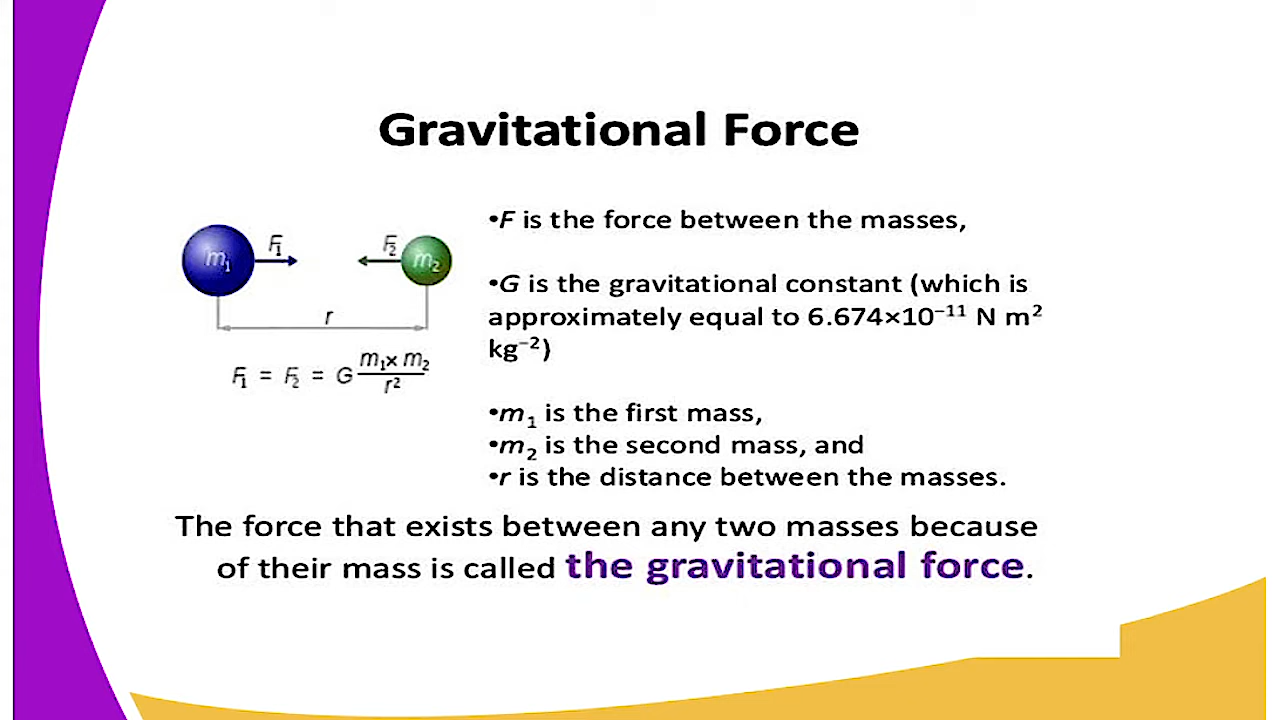 Gravitational Force
m₁ F₁ F₂ m₂
r
F₁ = F₂ = G m₁× m₂ / r²
•F is the force between the masses,
•G is the gravitational constant (which is
approximately equal to 6.674×10⁻¹¹ N m²
kg⁻²)
•m₁ is the first mass,
•m₂ is the second mass, and
•r is the distance between the masses.
The force that exists between any two masses because
of their mass is called the gravitational force.